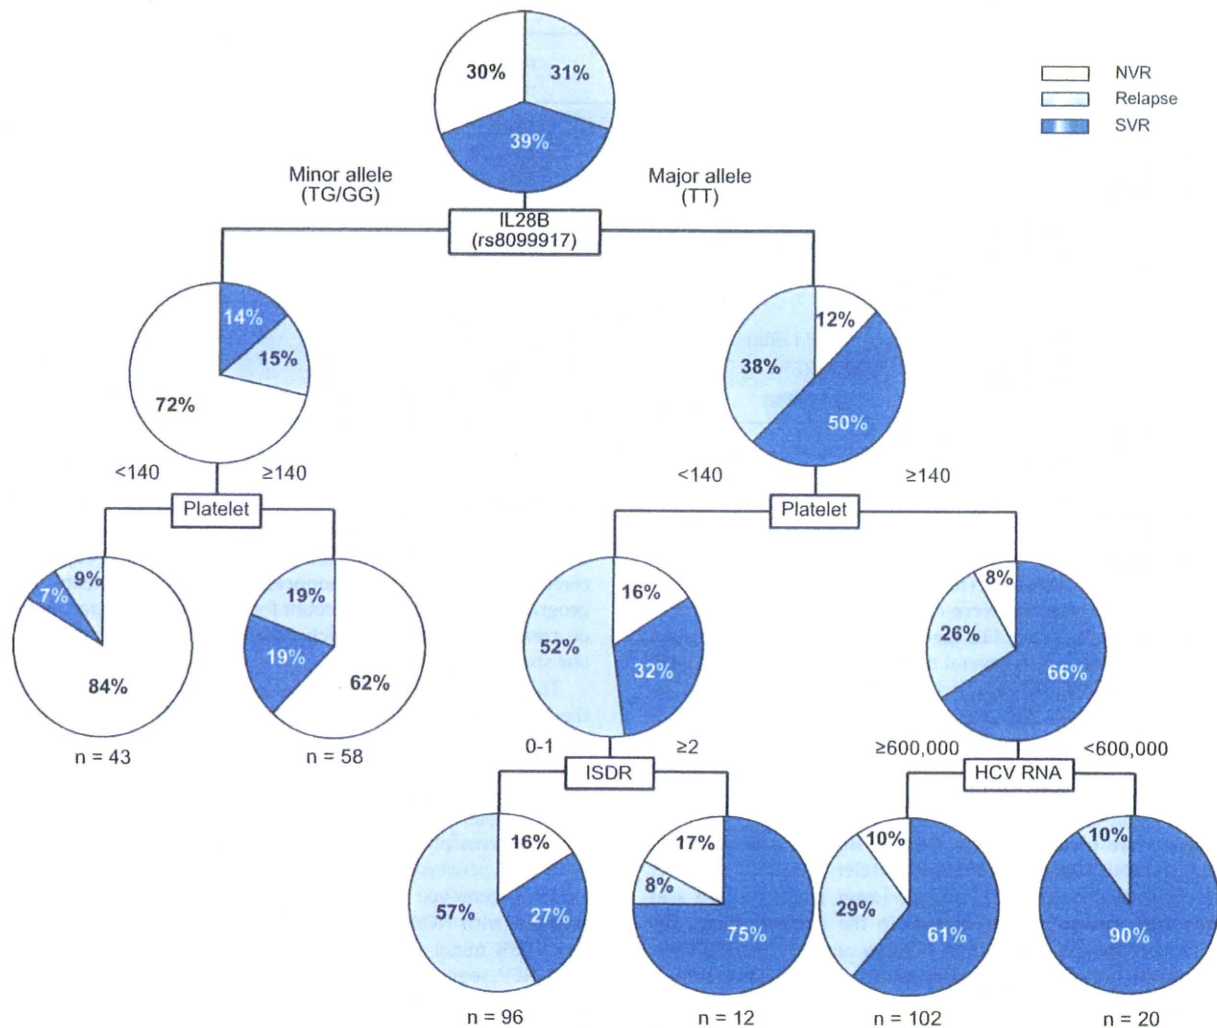 30%
31%
39%
NVR
Relapse
SVR
Minor allele
(TG/GG)
Major allele
(TT)
IL28B
(rs8099917)
14%
15%
72%
12%
38%
50%
<140
≥140
Platelet
<140
≥140
Platelet
9%
7%
84%
n = 43
19%
19%
62%
n = 58
16%
52%
32%
8%
26%
66%
0-1
≥2
ISDR
≥600,000
<600,000
HCV RNA
16%
57%
27%
n = 96
17%
8%
75%
n = 12
10%
29%
61%
n = 102
10%
90%
n = 20